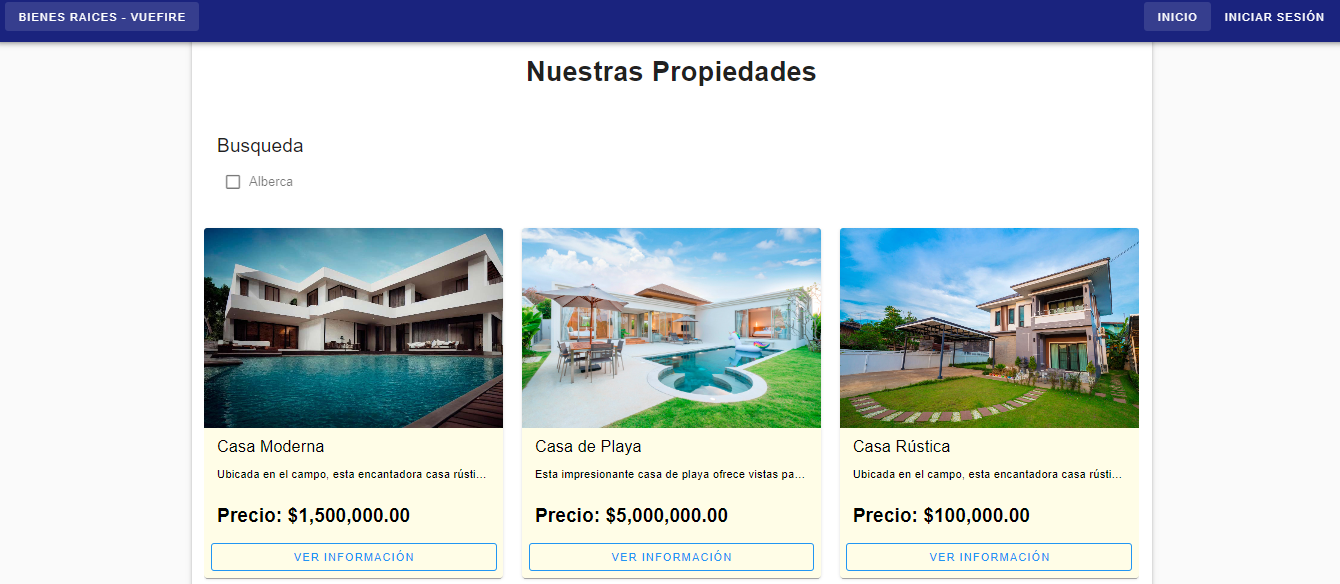 BIENES RAICES - VUEFIRE
INICIO
INICIAR SESIÓN
Nuestras Propiedades
Busqueda
Alberca
Casa Moderna
Ubicada en el campo, esta encantadora casa rústi...
Precio: $1,500,000.00
VER INFORMACIÓN
Casa de Playa
Esta impresionante casa de playa ofrece vistas pa...
Precio: $5,000,000.00
VER INFORMACIÓN
Casa Rústica
Ubicada en el campo, esta encantadora casa rústi...
Precio: $100,000.00
VER INFORMACIÓN